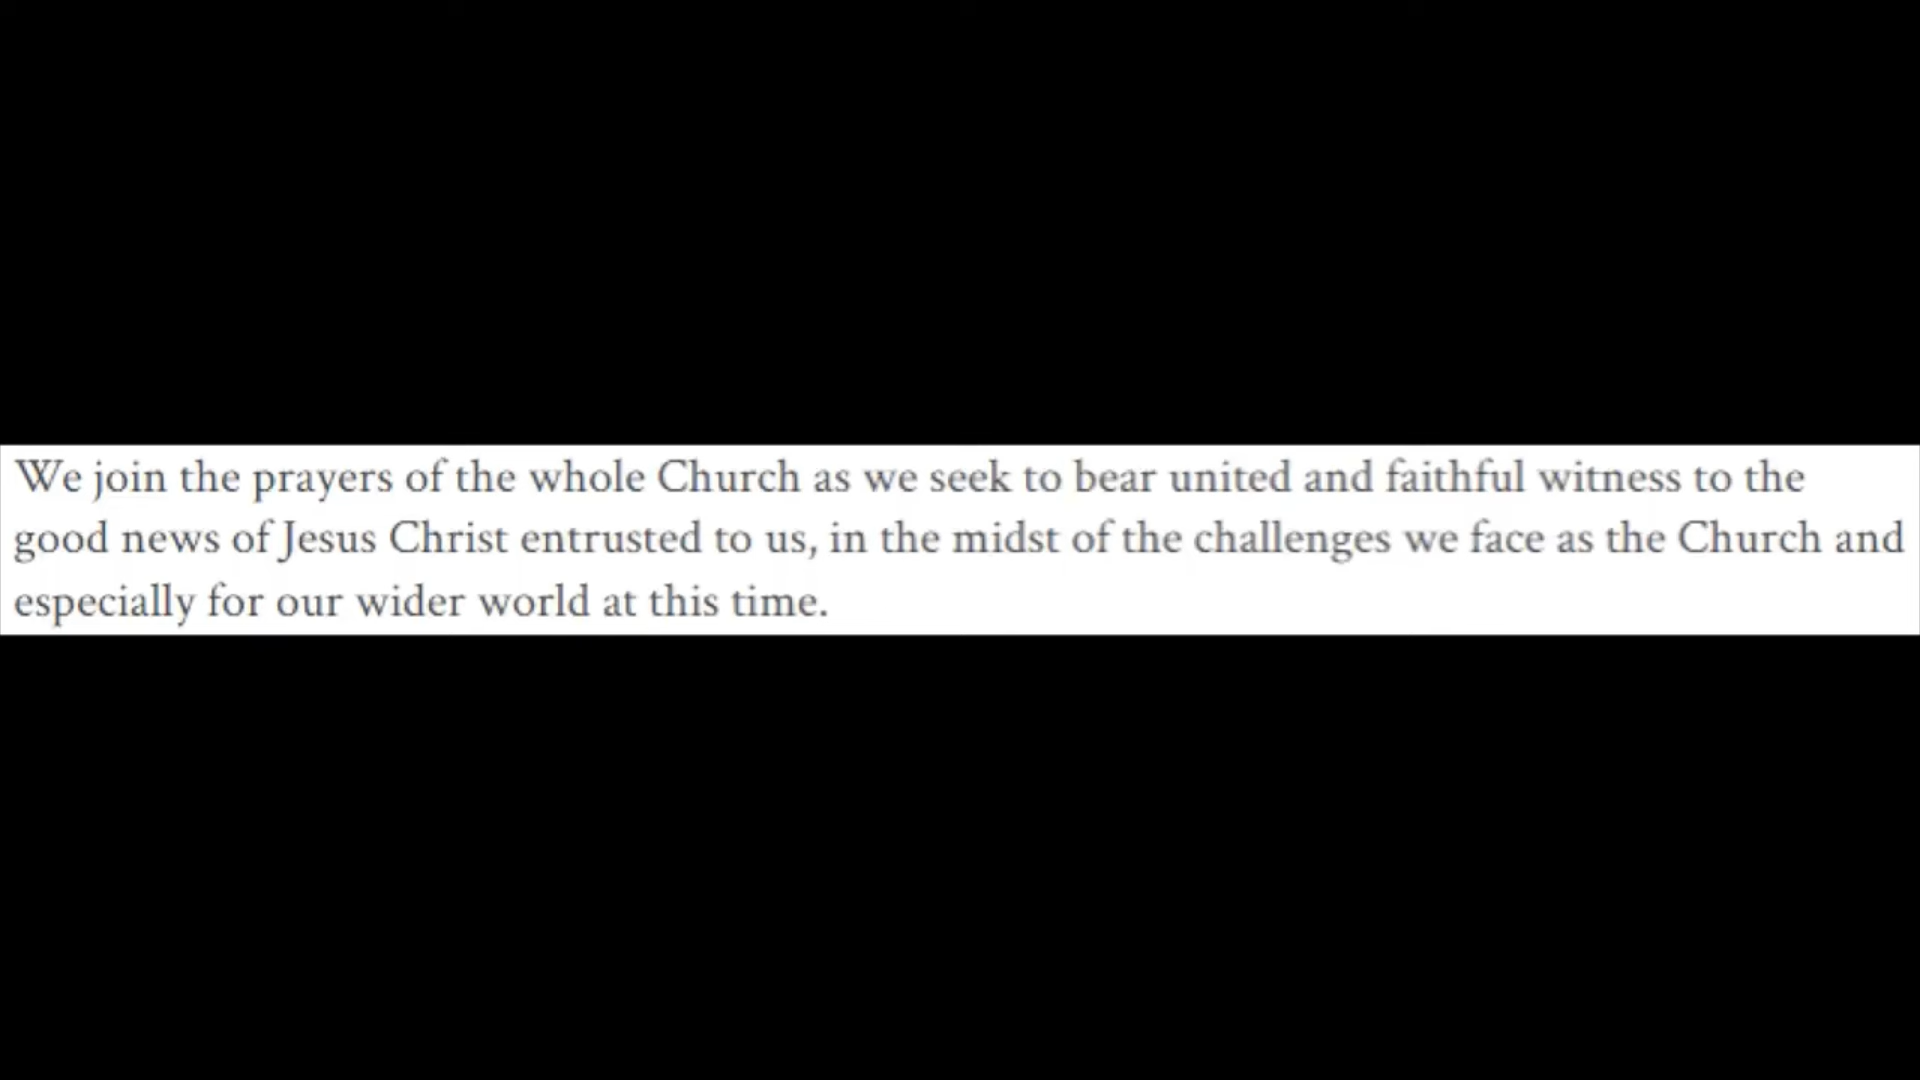 We join the prayers of the whole Church as we seek to bear united and faithful witness to the
good news of Jesus Christ entrusted to us, in the midst of the challenges we face as the Church and
especially for our wider world at this time.